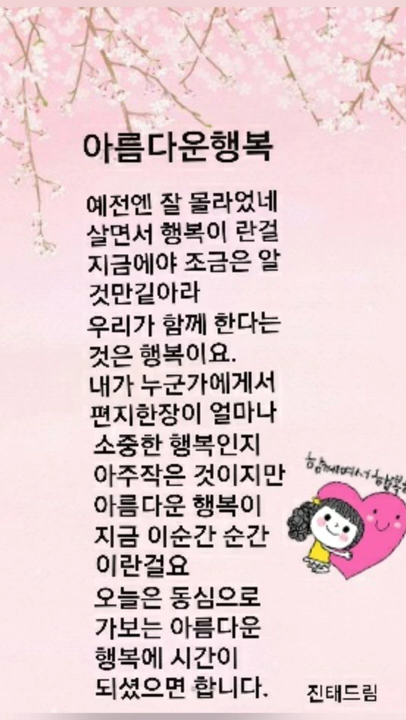 아름다운행복
예전엔 잘 몰라었네
살면서 행복이 란걸
지금에야 조금은 알
것만긑아라
우리가 함께 한다는
것은 행복이요.
내가 누군가에게서
편지한장이 얼마나
소중한 행복인지
아주작은 것이지만
아름다운 행복이
지금 이순간 순간
이란걸요
오늘은 동심으로
가보는 아름다운
행복에 시간이
되셨으면 합니다.
함께여서
진태드림